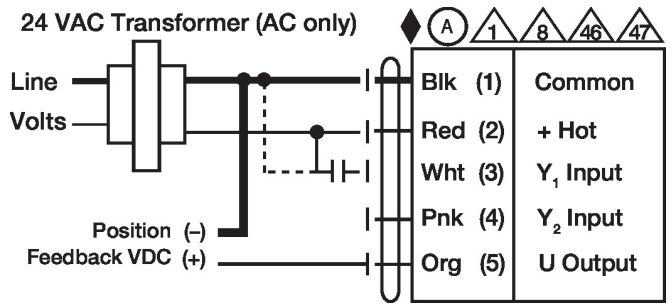 24 VAC Transformer (AC only)
A 1 8 46 47
Line
Volts
Blk (1) Common
Red (2) + Hot
Wht (3) Y₁ Input
Pnk (4) Y₂ Input
Position (–)
Feedback VDC (+)
Org (5) U Output